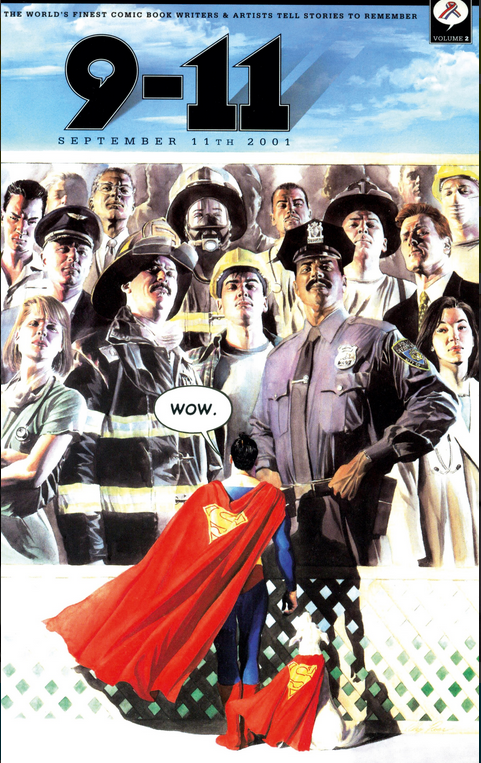 THE WORLD'S FINEST COMIC BOOK WRITERS & ARTISTS TELL STORIES TO REMEMBER
VOLUME 2
9-11
SEPTEMBER 11TH 2001
WOW.
S
S